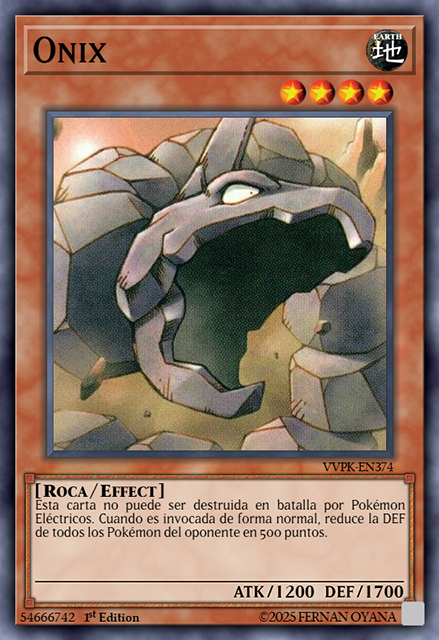 ONIX
EARTH
地
VVPK-EN374
[ROCA/EFFECT]
Esta carta no puede ser destruida en batalla por Pokémon
Eléctricos. Cuando es invocada de forma normal, reduce la DEF
de todos los Pokémon del oponente en 500 puntos.
ATK/1200 DEF/1700
54666742 1st Edition ©2025 FERNAN OYANA